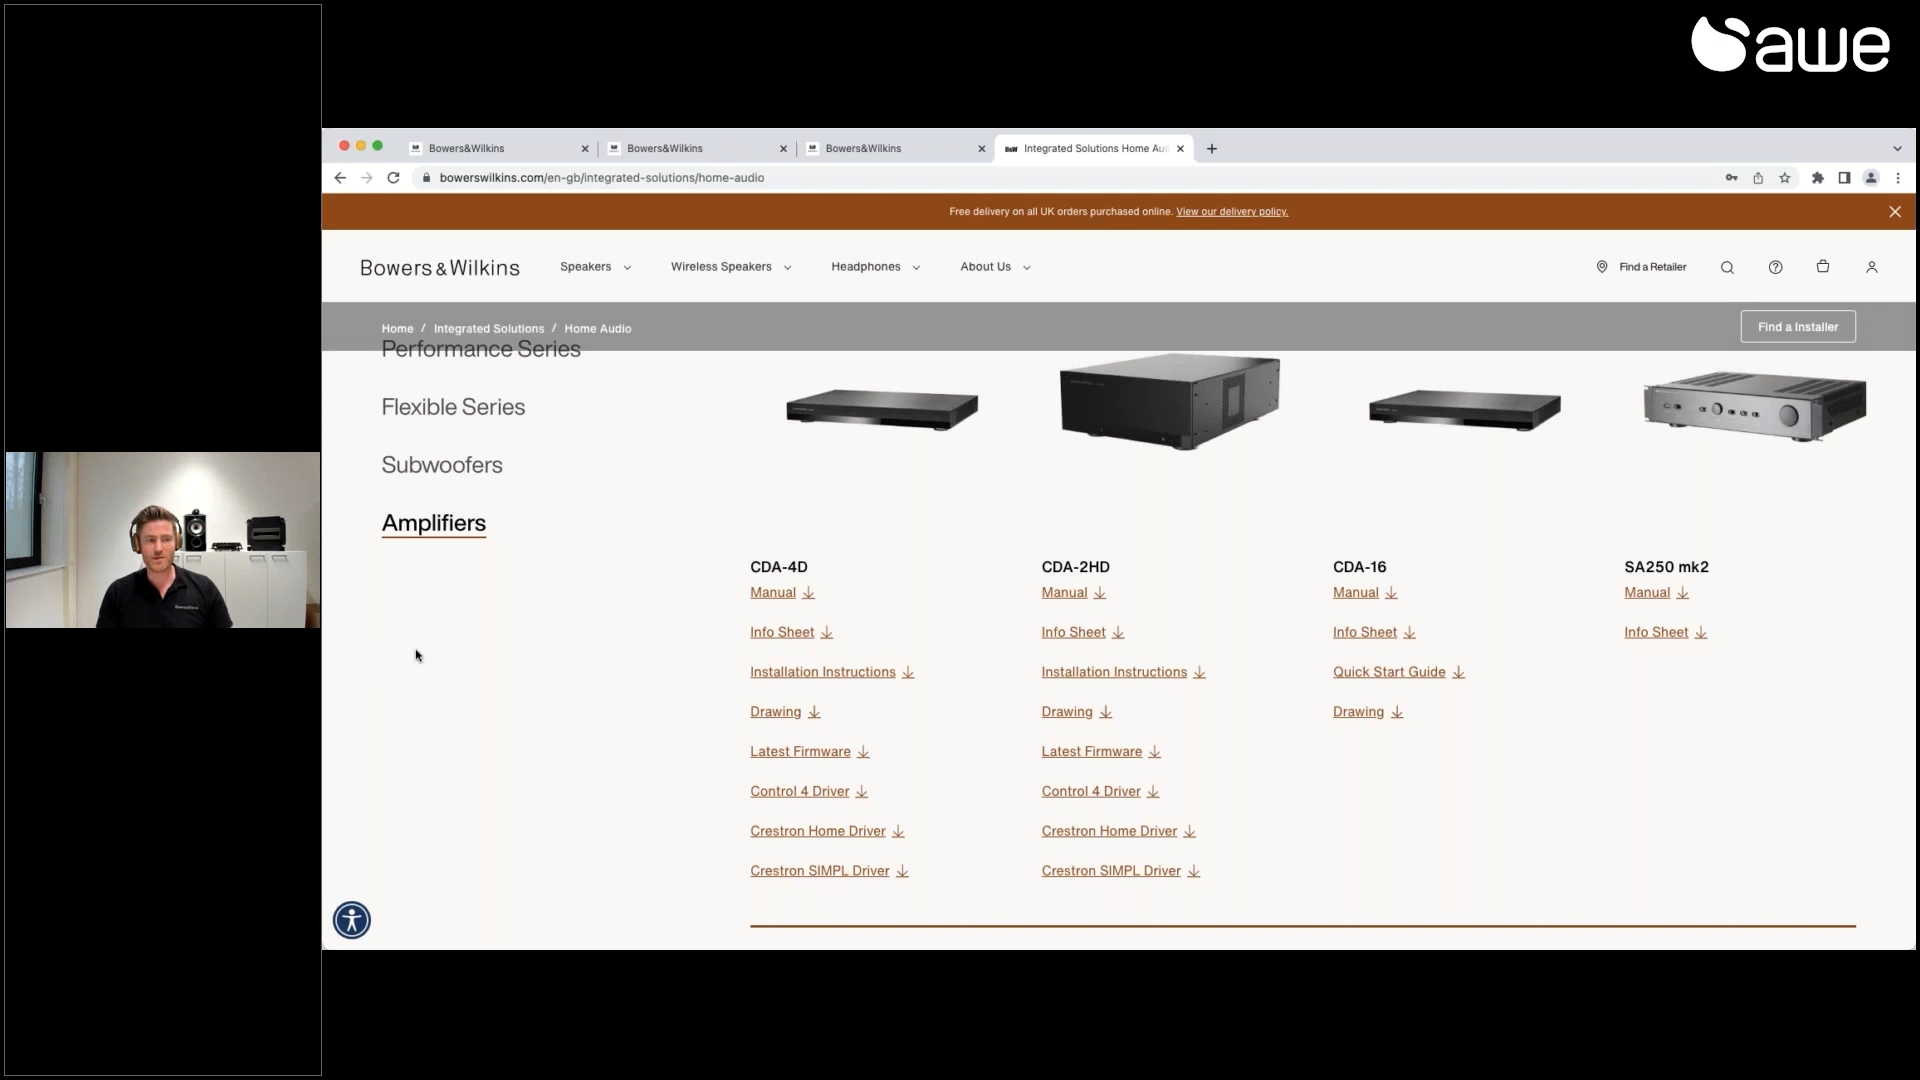 awe
Bowers&Wilkins
Bowers&Wilkins
Bowers&Wilkins
B&W Integrated Solutions Home Au
bowerswilkins.com/en-gb/integrated-solutions/home-audio
Free delivery on all UK orders purchased online. View our delivery policy.
Bowers & Wilkins
Speakers
Wireless Speakers
Headphones
About Us
Find a Retailer
Home / Integrated Solutions / Home Audio
Find a Installer
Performance Series
Flexible Series
Subwoofers
Amplifiers
CDA-4D
Manual
Info Sheet
Installation Instructions
Drawing
Latest Firmware
Control 4 Driver
Crestron Home Driver
Crestron SIMPL Driver
CDA-2HD
Manual
Info Sheet
Installation Instructions
Drawing
Latest Firmware
Control 4 Driver
Crestron Home Driver
Crestron SIMPL Driver
CDA-16
Manual
Info Sheet
Quick Start Guide
Drawing
SA250 mk2
Manual
Info Sheet